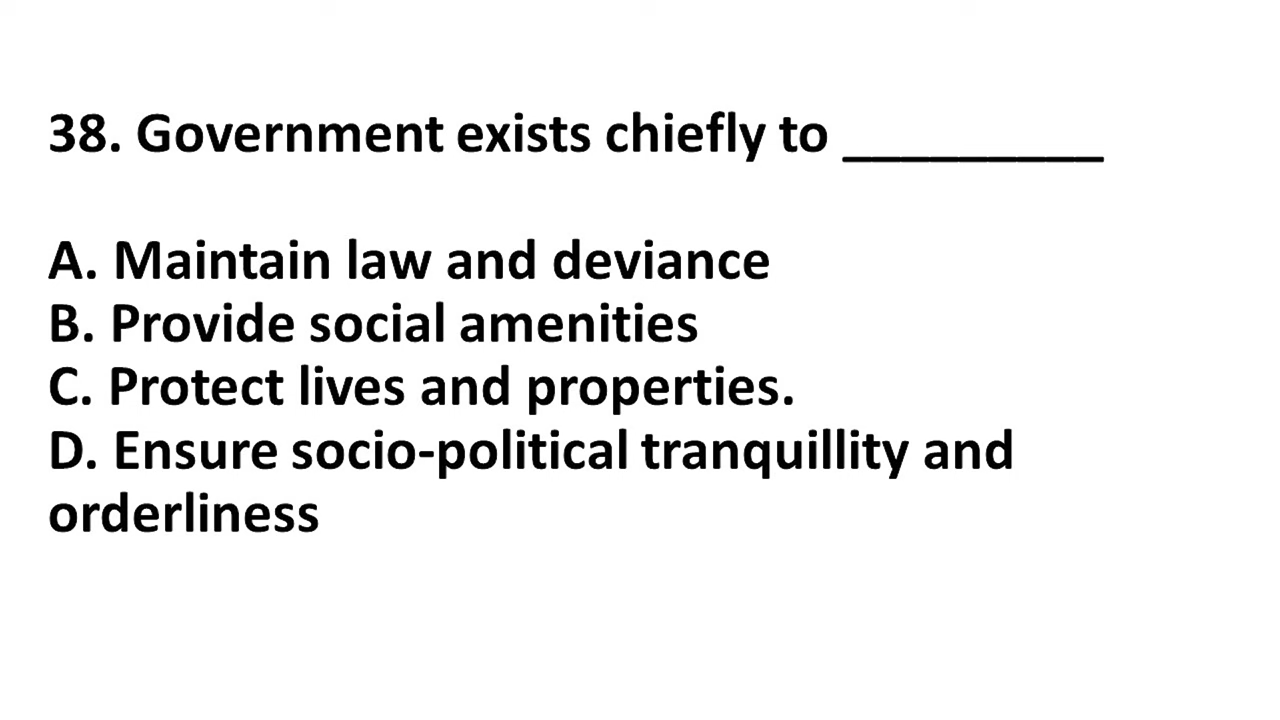 38. Government exists chiefly to _________
A. Maintain law and deviance
B. Provide social amenities
C. Protect lives and properties.
D. Ensure socio-political tranquillity and
orderliness